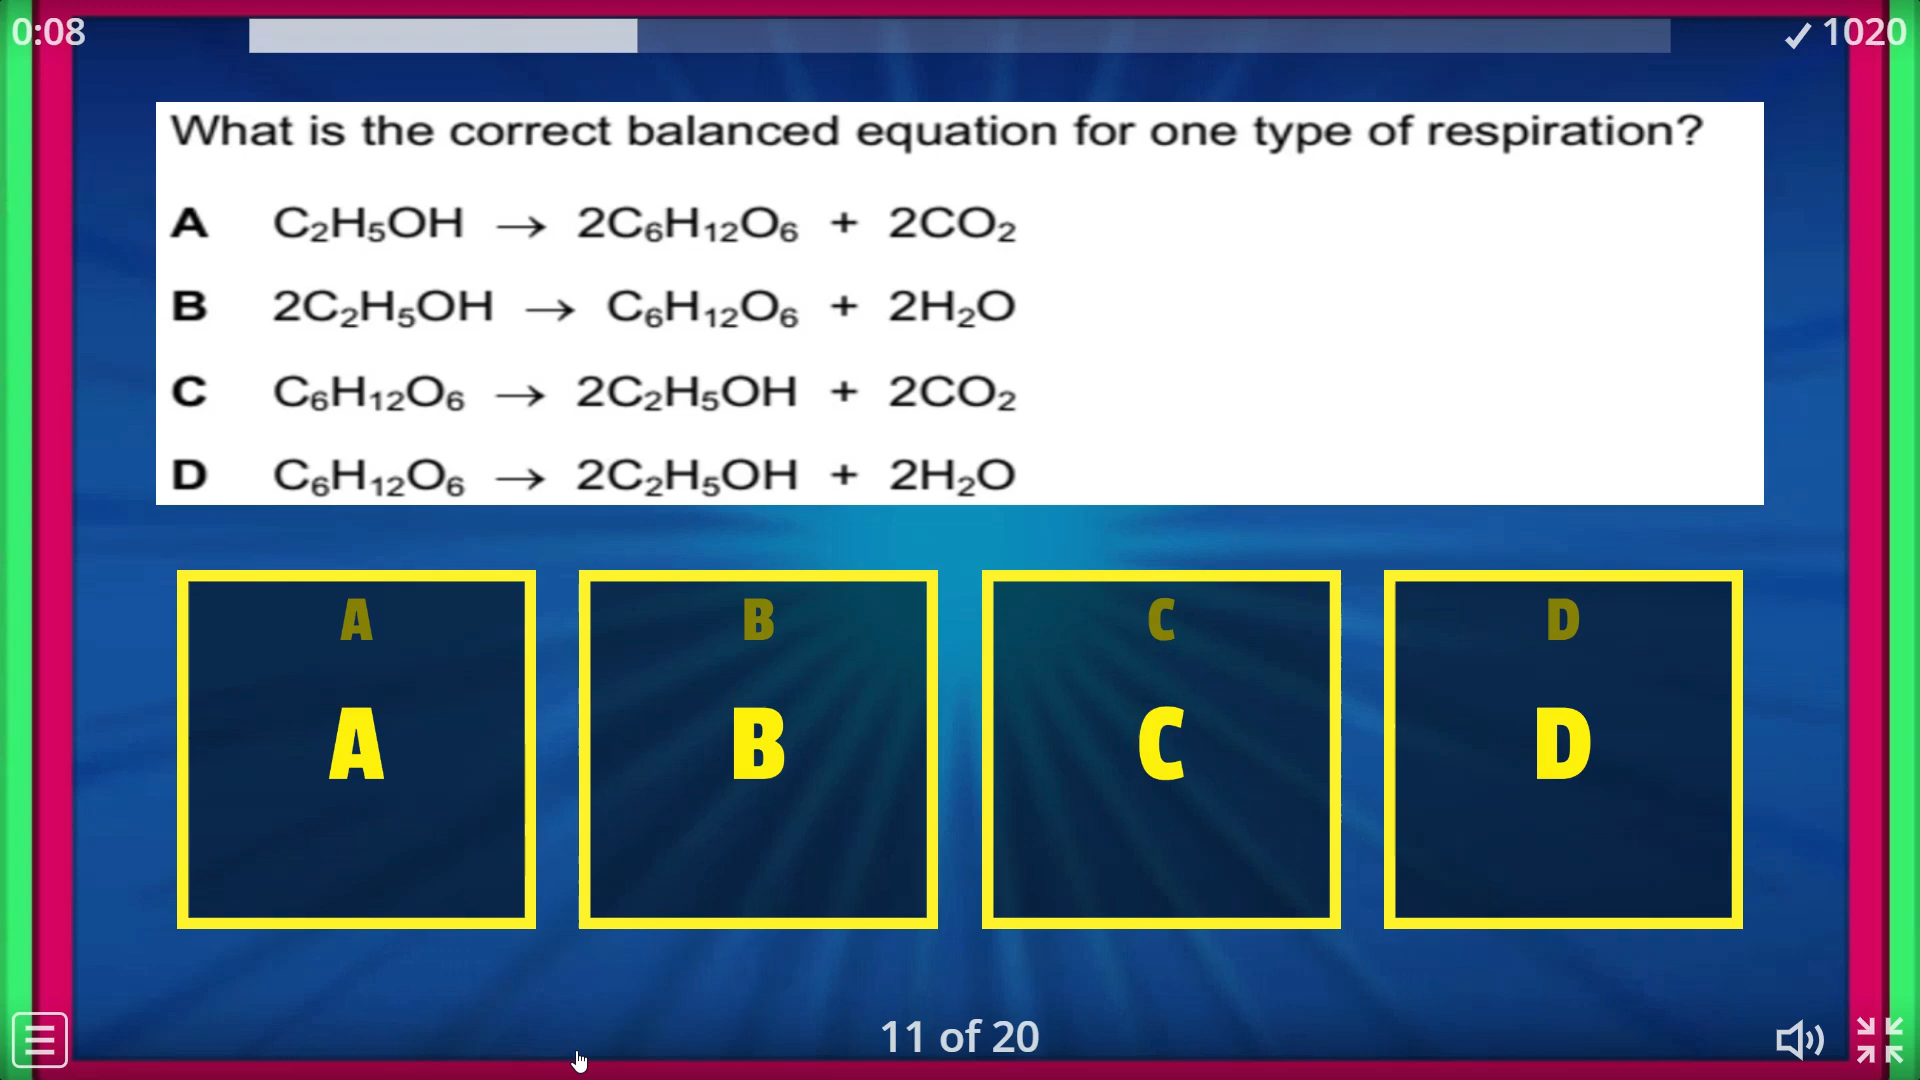 0:08
✓ 1020
What is the correct balanced equation for one type of respiration?
A C₂H₅OH → 2C₆H₁₂O₆ + 2CO₂
B 2C₂H₅OH → C₆H₁₂O₆ + 2H₂O
C C₆H₁₂O₆ → 2C₂H₅OH + 2CO₂
D C₆H₁₂O₆ → 2C₂H₅OH + 2H₂O
A B C D
A B C D
11 of 20